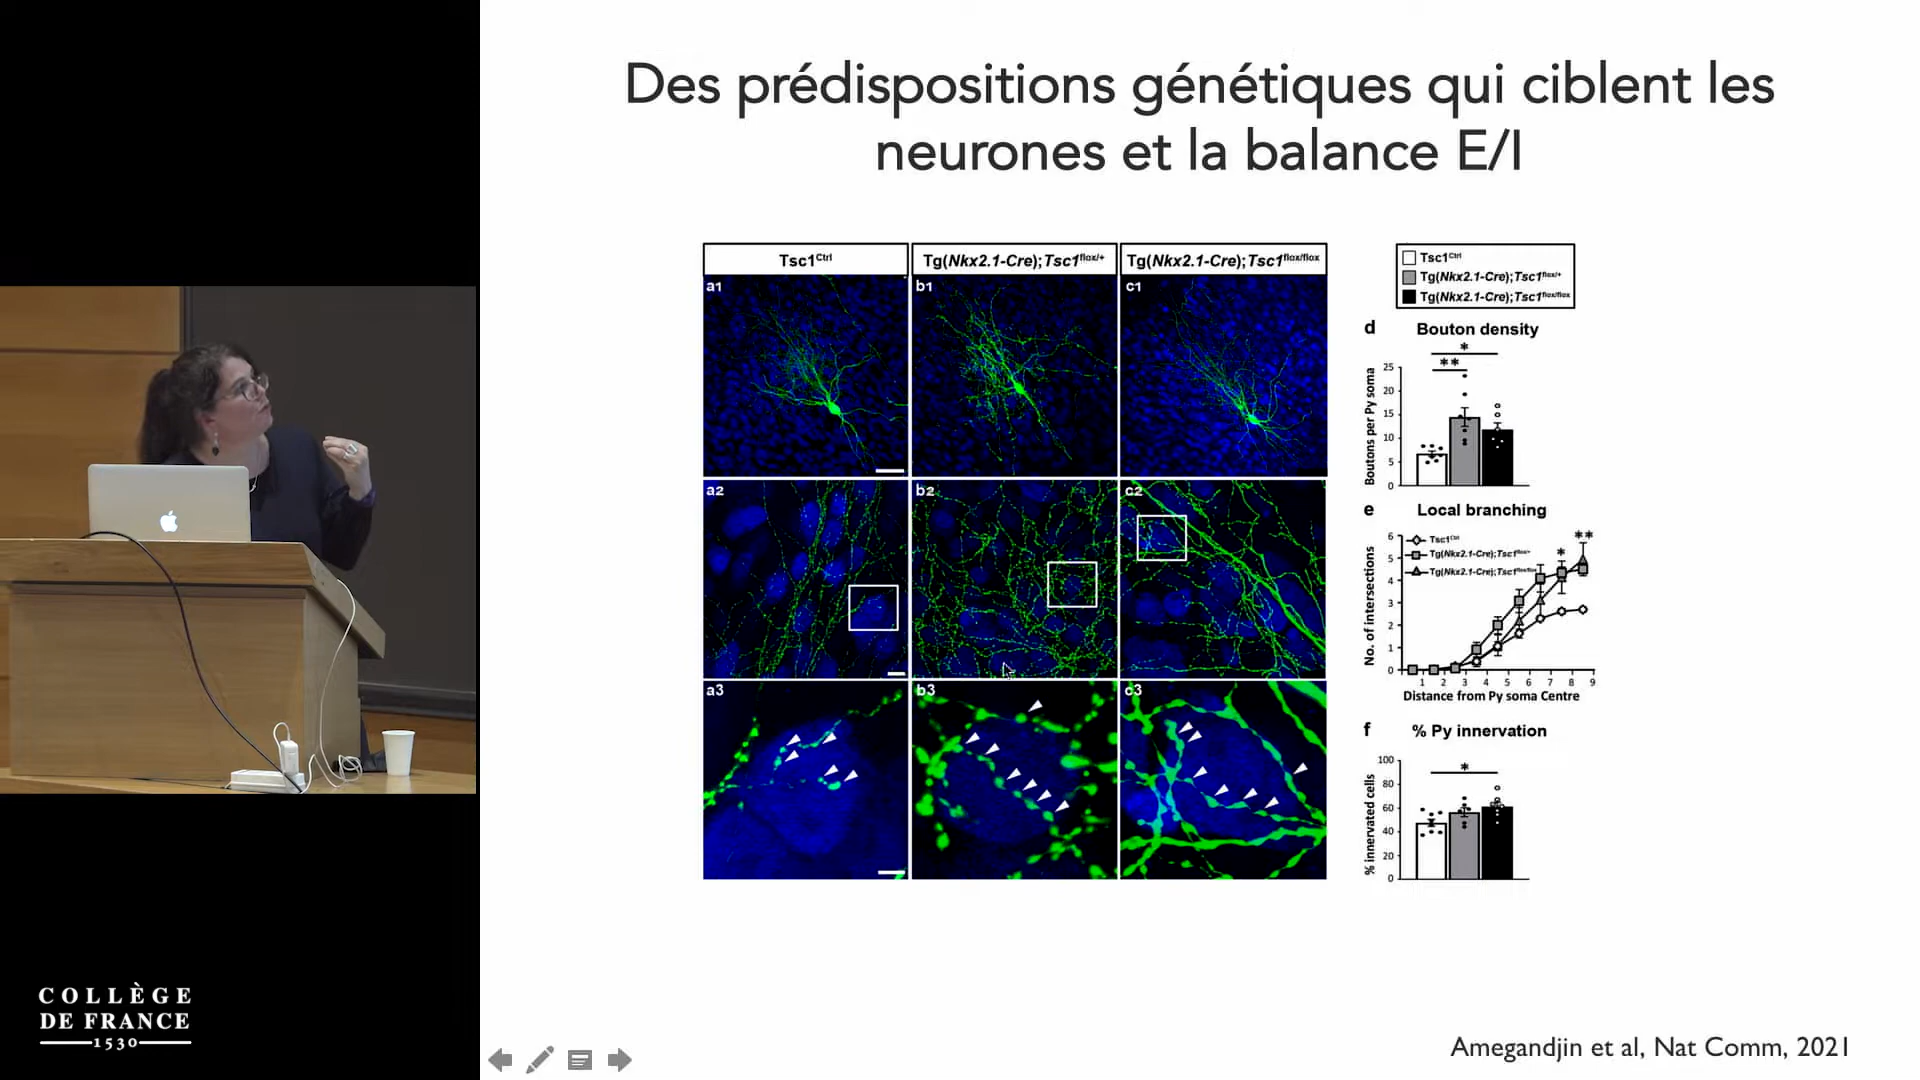 Des prédispositions génétiques qui ciblent les
neurones et la balance E/I
Tsc1Ctrl
Tg(Nkx2.1-Cre);Tsc1flox/+
Tg(Nkx2.1-Cre);Tsc1flox/flox
a1
b1
c1
a2
b2
c2
a3
b3
c3
Tsc1Ctrl
Tg(Nkx2.1-Cre);Tsc1flox/+
Tg(Nkx2.1-Cre);Tsc1flox/flox
d Bouton density
*
**
Boutons per Py soma
25
20
15
10
5
0
e Local branching
Tsc1Ctrl
Tg(Nkx2.1-Cre);Tsc1flox/+
Tg(Nkx2.1-Cre);Tsc1flox/flox
*
**
No. of intersections
6
5
4
3
2
1
0
1 2 3 4 5 6 7 8 9
Distance from Py soma Centre
f % Py innervation
*
% innervated cells
100
80
60
40
20
0
COLLÈGE
DE FRANCE
1530
Amegandjin et al, Nat Comm, 2021